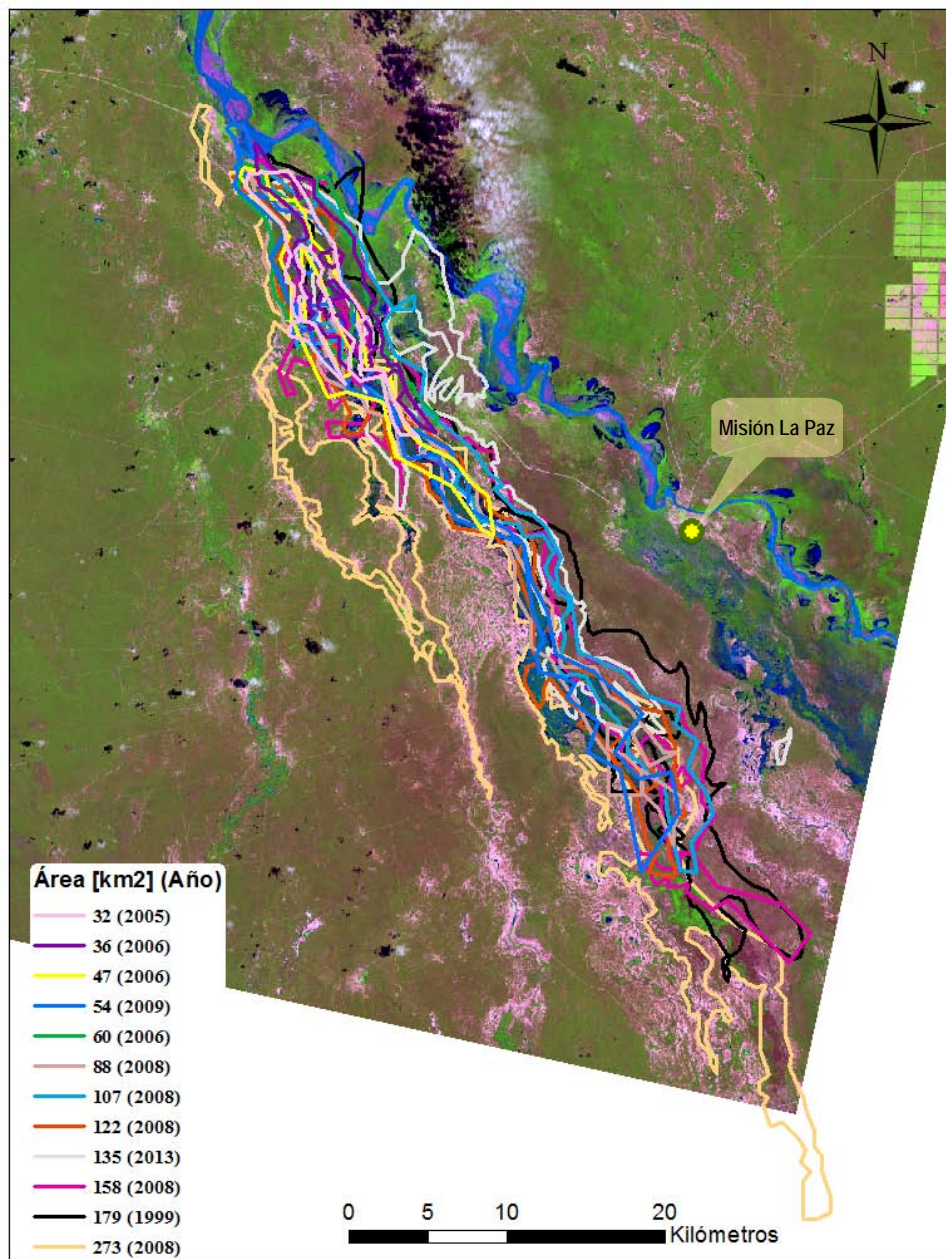 N
Misión La Paz
Área [km2] (Año)
32 (2005)
36 (2006)
47 (2006)
54 (2009)
60 (2006)
88 (2008)
107 (2008)
122 (2008)
135 (2013)
158 (2008)
179 (1999)
273 (2008)
0 5 10 20
Kilómetros